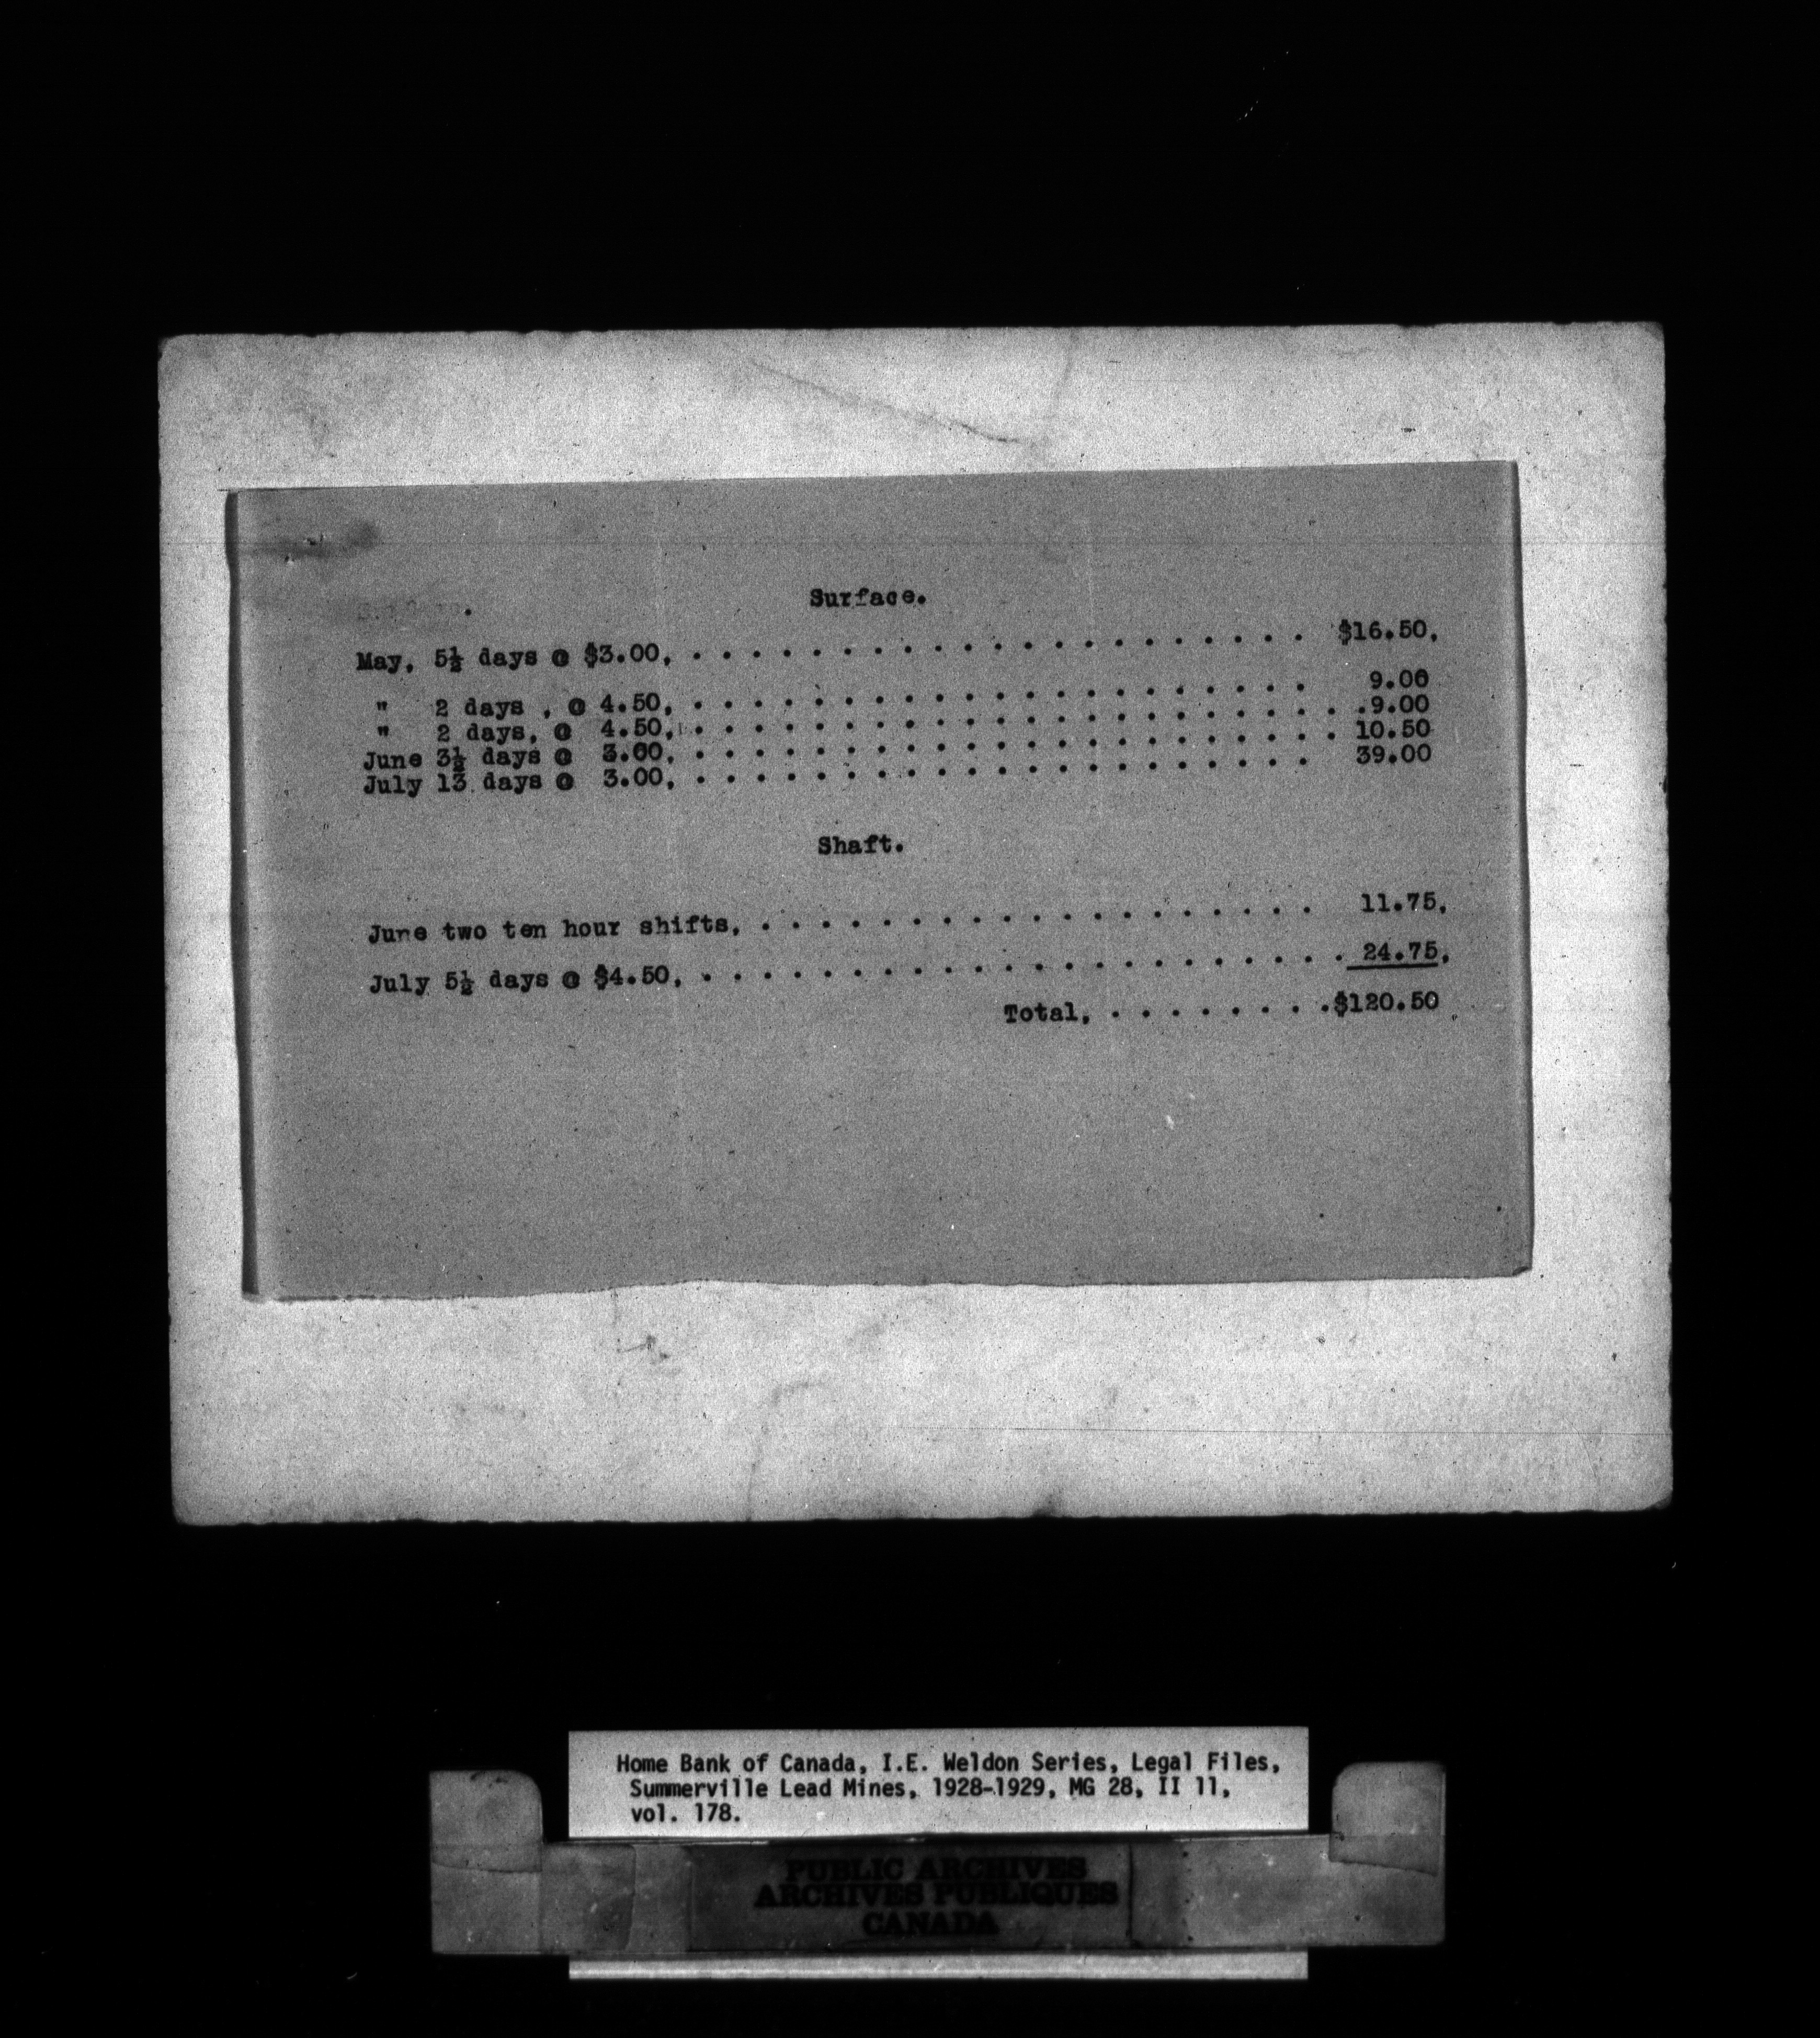 Surface.
May, 5½ days @ $3.00, . . . . . . . . . . . . . . . . . . . . . $16.50,
" 2 days , @ 4.50, . . . . . . . . . . . . . . . . . . . . . 9.00
" 2 days, @ 4.50, . . . . . . . . . . . . . . . . . . . . . . .9.00
June 3½ days @ 3.00, . . . . . . . . . . . . . . . . . . . . . . 10.50
July 13 days @ 3.00, . . . . . . . . . . . . . . . . . . . . . 39.00
Shaft.
June two ten hour shifts, . . . . . . . . . . . . . . . . . . . 11.75,
July 5½ days @ $4.50, . . . . . . . . . . . . . . . . . . . . . . 24.75,
Total, . . . . . . . .$120.50
Home Bank of Canada, I.E. Weldon Series, Legal Files,
Summerville Lead Mines, 1928-1929, MG 28, II 11,
vol. 178.
PUBLIC ARCHIVES
ARCHIVES PUBLIQUES
CANADA